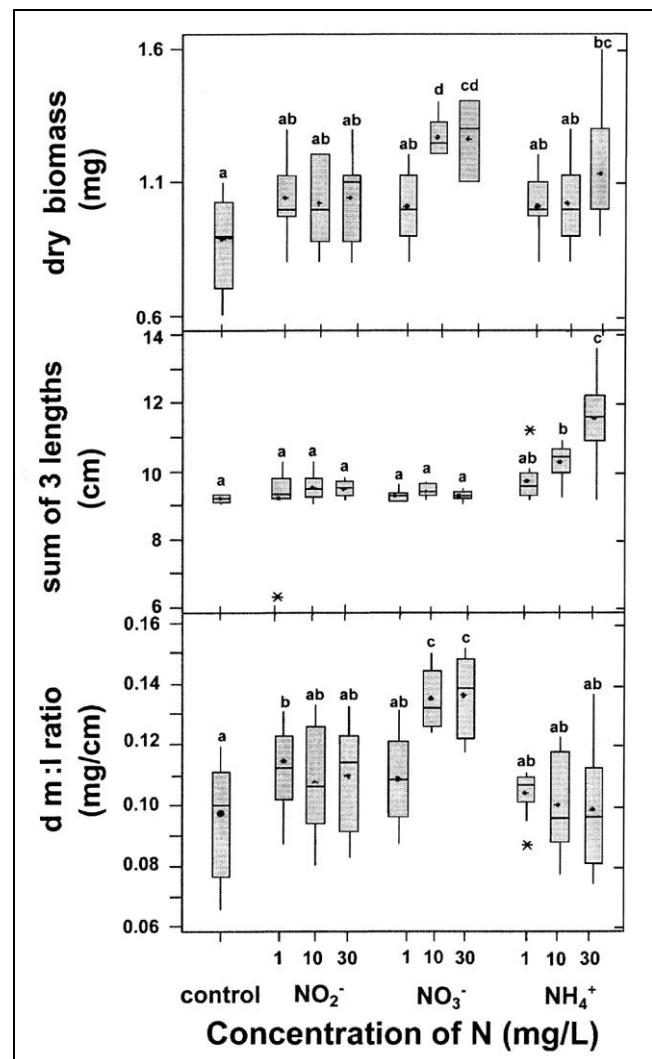 dry biomass
(mg)
1.6
1.1
0.6
a
ab
ab
ab
ab
d
cd
ab
ab
bc
sum of 3 lengths
(cm)
14
12
10
8
6
a
a
a
a
a
a
a
ab
b
c
*
*
d m:l ratio
(mg/cm)
0.16
0.14
0.12
0.10
0.08
0.06
a
b
ab
ab
ab
c
c
ab
ab
ab
*
1 10 30 1 10 30 1 10 30
control NO₂⁻ NO₃⁻ NH₄⁺
Concentration of N (mg/L)